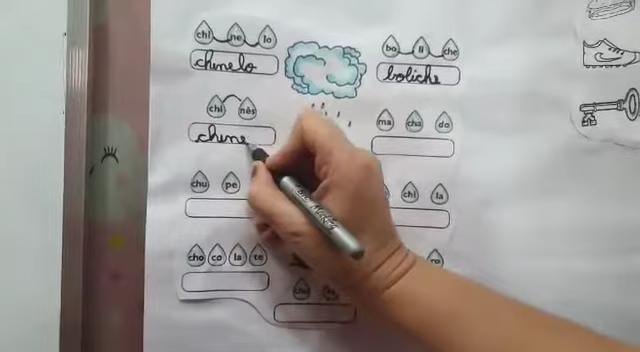 chi ne lo
chinelo
bo li che
boliche
chi nês
chine
ma cha do
chu pe
chi la
cho co la te